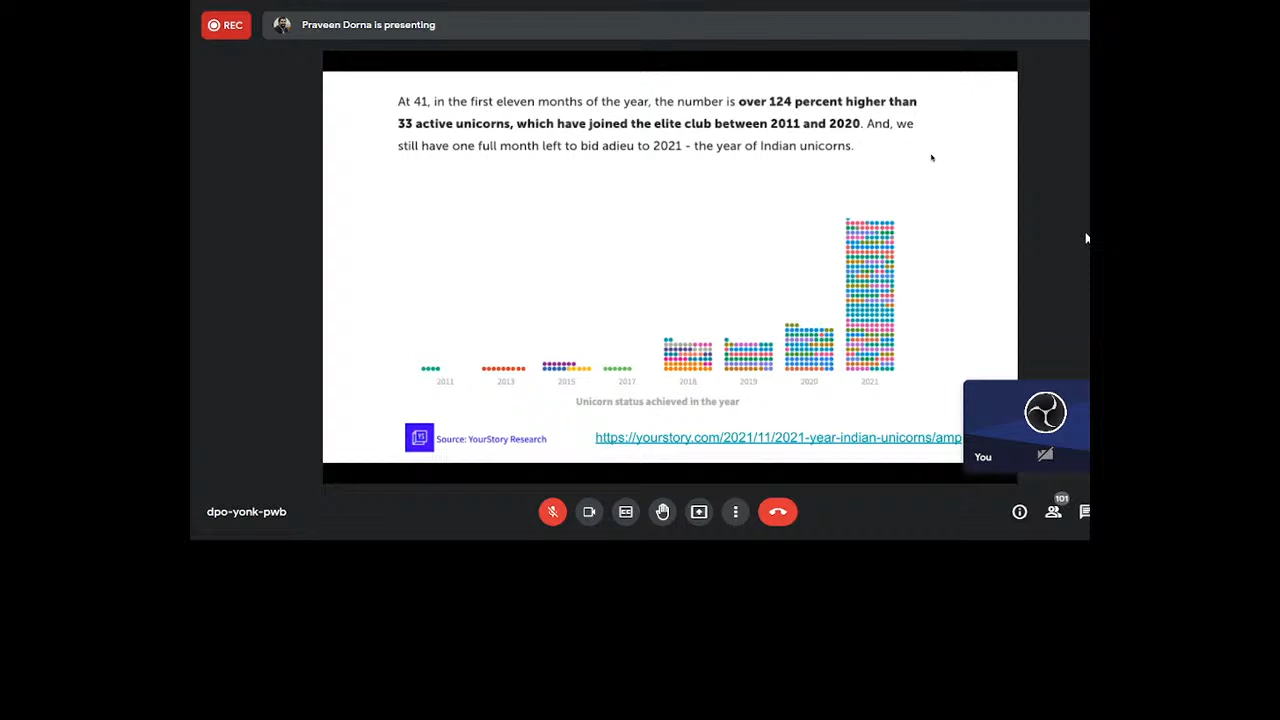 REC
Praveen Dorna is presenting
At 41, in the first eleven months of the year, the number is over 124 percent higher than
33 active unicorns, which have joined the elite club between 2011 and 2020. And, we
still have one full month left to bid adieu to 2021 - the year of Indian unicorns.
2011 2013 2015 2017 2018 2019 2020 2021
Unicorn status achieved in the year
Source: YourStory Research
https://yourstory.com/2021/11/2021-year-indian-unicorns/amp
You
dpo-yonk-pwb
101